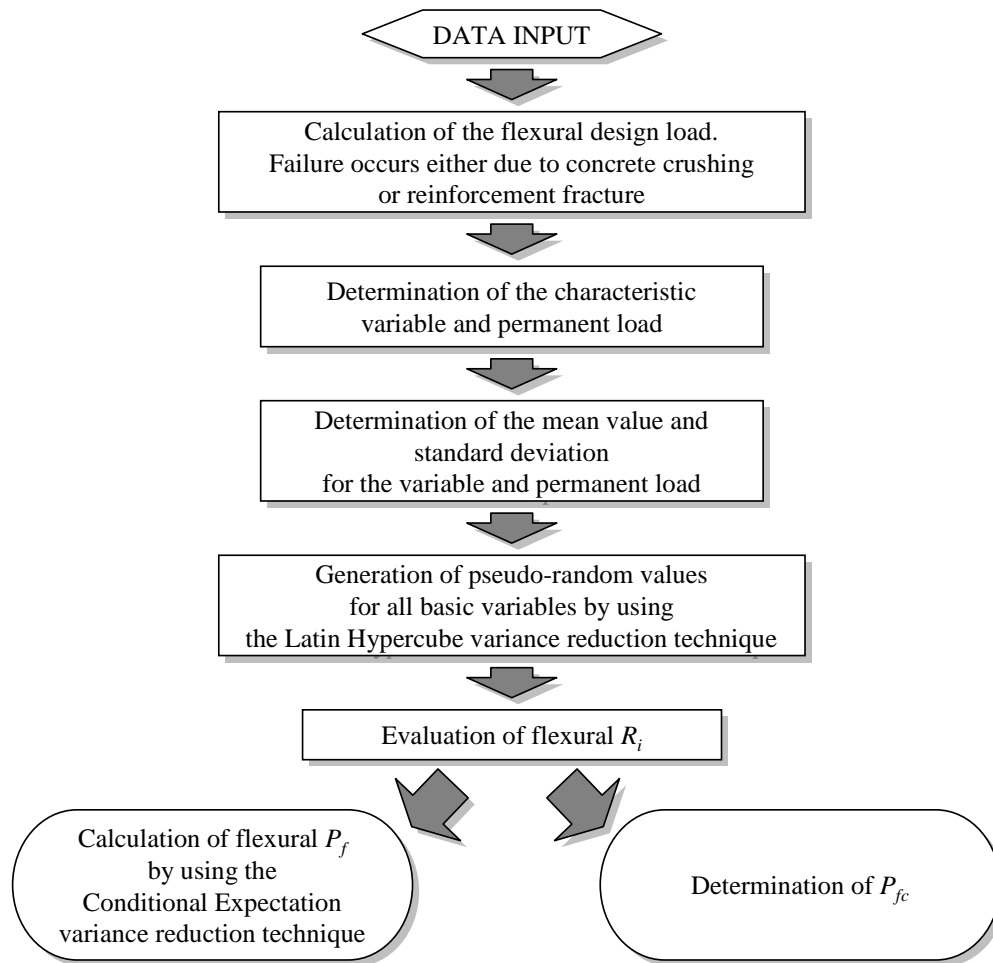 DATA INPUT
Calculation of the flexural design load.
Failure occurs either due to concrete crushing
or reinforcement fracture
Determination of the characteristic
variable and permanent load
Determination of the mean value and
standard deviation
for the variable and permanent load
Generation of pseudo-random values
for all basic variables by using
the Latin Hypercube variance reduction technique
Evaluation of flexural Ri
Calculation of flexural Pf
by using the
Conditional Expectation
variance reduction technique
Determination of Pfc